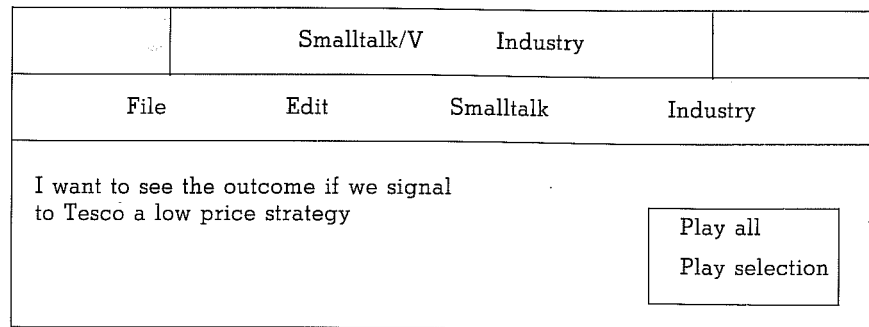 Smalltalk/V Industry
File Edit Smalltalk Industry
I want to see the outcome if we signal
to Tesco a low price strategy
Play all
Play selection